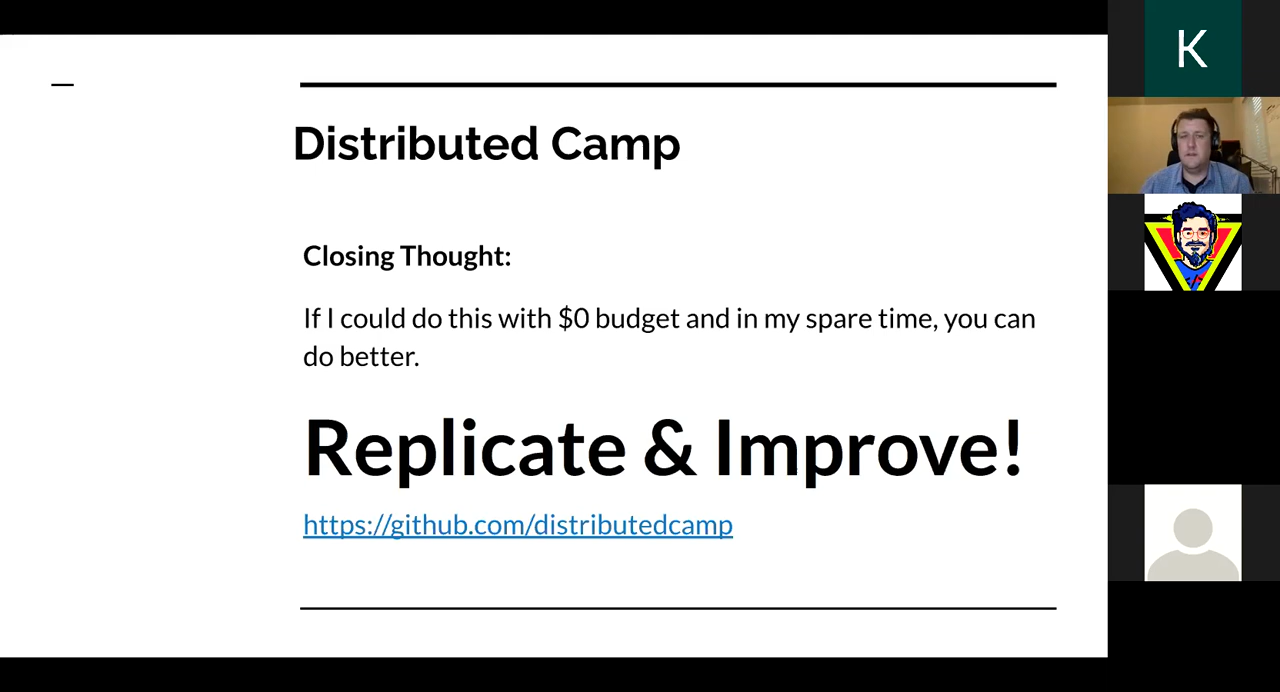 Distributed Camp
Closing Thought:
If I could do this with $0 budget and in my spare time, you can
do better.
Replicate & Improve!
https://github.com/distributedcamp
K